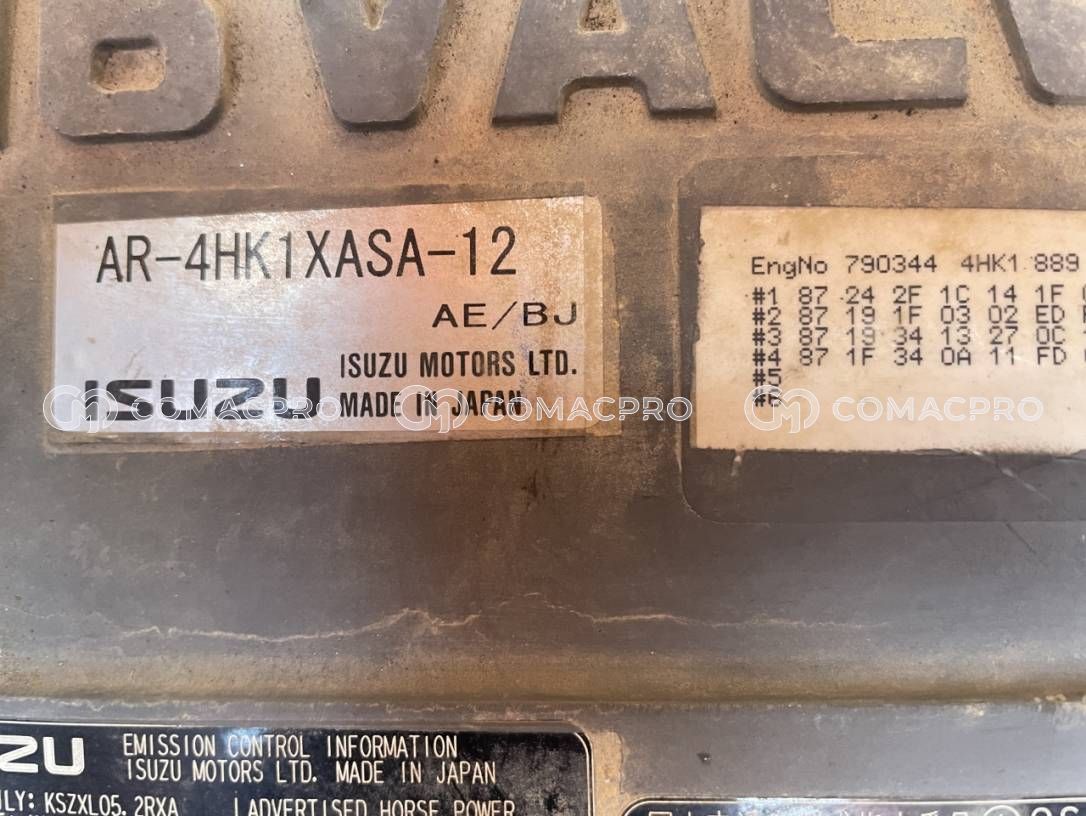 AR-4HK1XASA-12
AE/BJ
ISUZU
ISUZU MOTORS LTD.
MADE IN JAPAN
EngNo 790344 4HK1 889
#1 87 24 2F 1C 14 1F
#2 87 19 1F 03 02 ED
#3 87 19 34 13 27 0C
#4 87 1F 34 0A 11 FD
#5
#6
COMACPRO COMACPRO COMACPRO
EMISSION CONTROL INFORMATION
ISUZU MOTORS LTD. MADE IN JAPAN
KSZXL05.2RXA ADVERTISED HORSE POWER